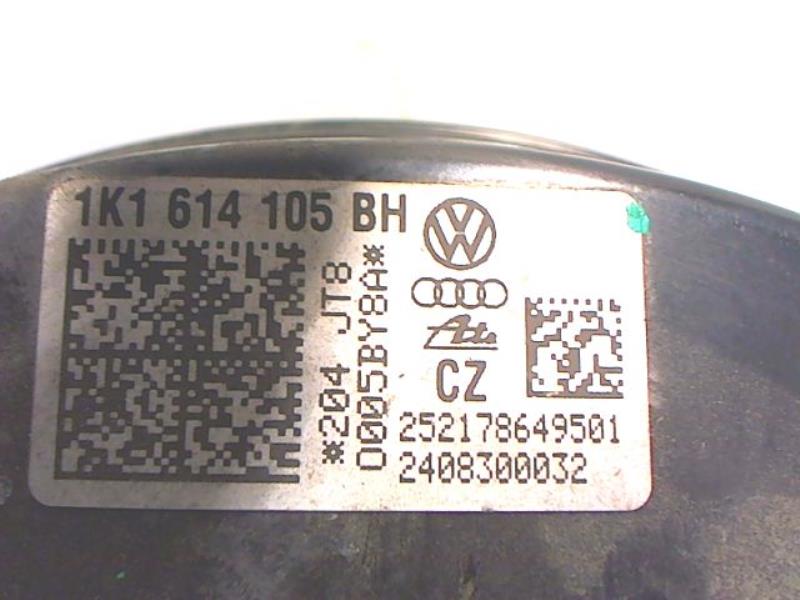 1K1 614 105 BH
*204 JT8
0005BY8A*
Ate
CZ
252178649501
2408300032